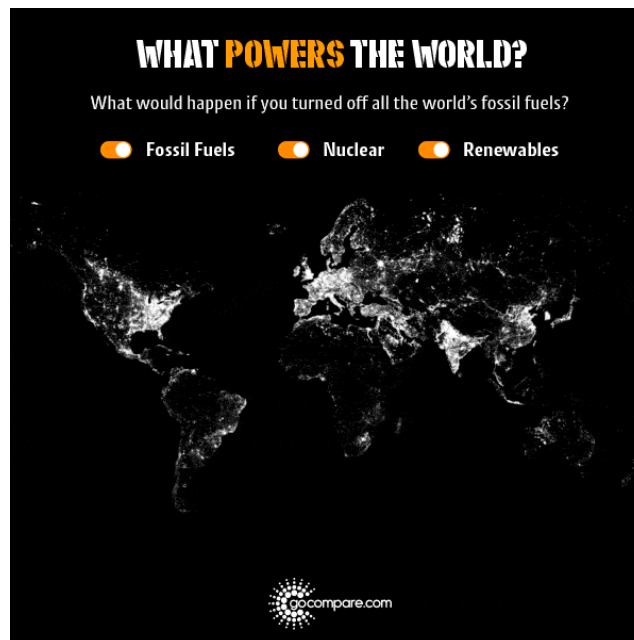 WHAT POWERS THE WORLD?
What would happen if you turned off all the world's fossil fuels?
Fossil Fuels Nuclear Renewables
gocompare.com